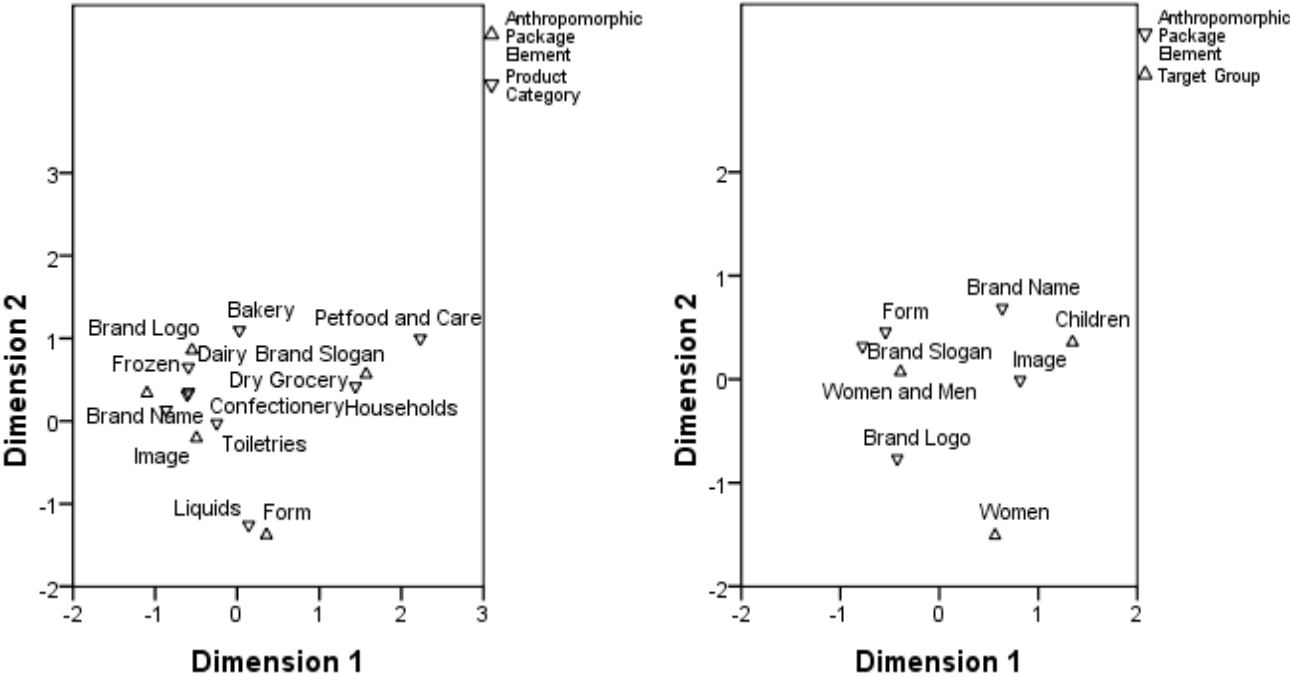 Anthropomorphic
Package
Element
Product
Category
Dimension 2
3
2
1
0
-1
-2
Bakery
Petfood and Care
Brand Logo
Dairy Brand Slogan
Frozen
Dry Grocery
Confectionery Households
Brand Name
Toiletries
Image
Liquids Form
-2 -1 0 1 2 3
Dimension 1
Anthropomorphic
Package
Element
Target Group
Dimension 2
2
1
0
-1
-2
Brand Name
Form
Children
Brand Slogan
Image
Women and Men
Brand Logo
Women
-2 -1 0 1 2
Dimension 1